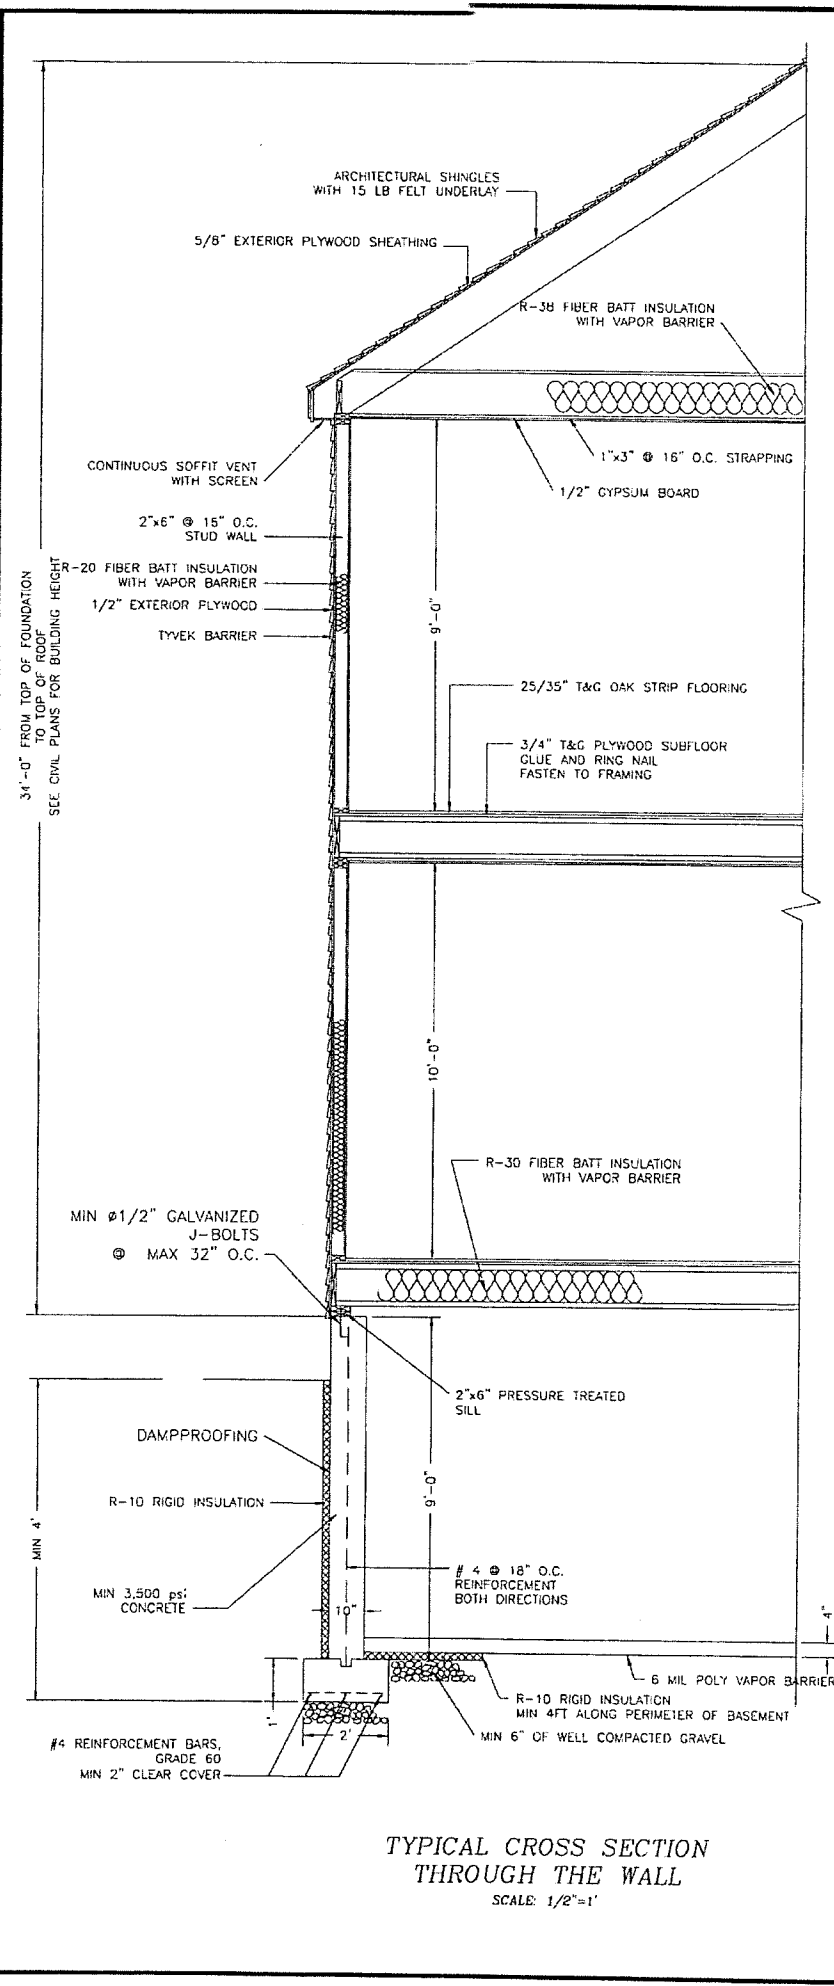 ARCHITECTURAL SHINGLES
WITH 15 LB FELT UNDERLAY
5/8" EXTERIOR PLYWOOD SHEATHING
R-38 FIBER BATT INSULATION
WITH VAPOR BARRIER
CONTINUOUS SOFFIT VENT
WITH SCREEN
1"x3" @ 16" O.C. STRAPPING
1/2" GYPSUM BOARD
2"x6" @ 16" O.C.
STUD WALL
R-20 FIBER BATT INSULATION
WITH VAPOR BARRIER
1/2" EXTERIOR PLYWOOD
TYVEK BARRIER
9'-0"
34'-0" FROM TOP OF FOUNDATION
TO TOP OF ROOF
SEE CIVIL PLANS FOR BUILDING HEIGHT
25/35" T&G OAK STRIP FLOORING
3/4" T&G PLYWOOD SUBFLOOR
GLUE AND RING NAIL
FASTEN TO FRAMING
10'-0"
R-30 FIBER BATT INSULATION
WITH VAPOR BARRIER
MIN ø1/2" GALVANIZED
J-BOLTS
@ MAX 32" O.C.
2"x6" PRESSURE TREATED
SILL
DAMPPROOFING
R-10 RIGID INSULATION
9'-0"
MIN 4'
MIN 3,500 psi
CONCRETE
10"
# 4 @ 18" O.C.
REINFORCEMENT
BOTH DIRECTIONS
4"
6 MIL POLY VAPOR BARRIER
R-10 RIGID INSULATION
MIN 4FT ALONG PERIMETER OF BASEMENT
MIN 6" OF WELL COMPACTED GRAVEL
1'
2'
#4 REINFORCEMENT BARS,
GRADE 60
MIN 2" CLEAR COVER
TYPICAL CROSS SECTION
THROUGH THE WALL
SCALE: 1/2"=1'